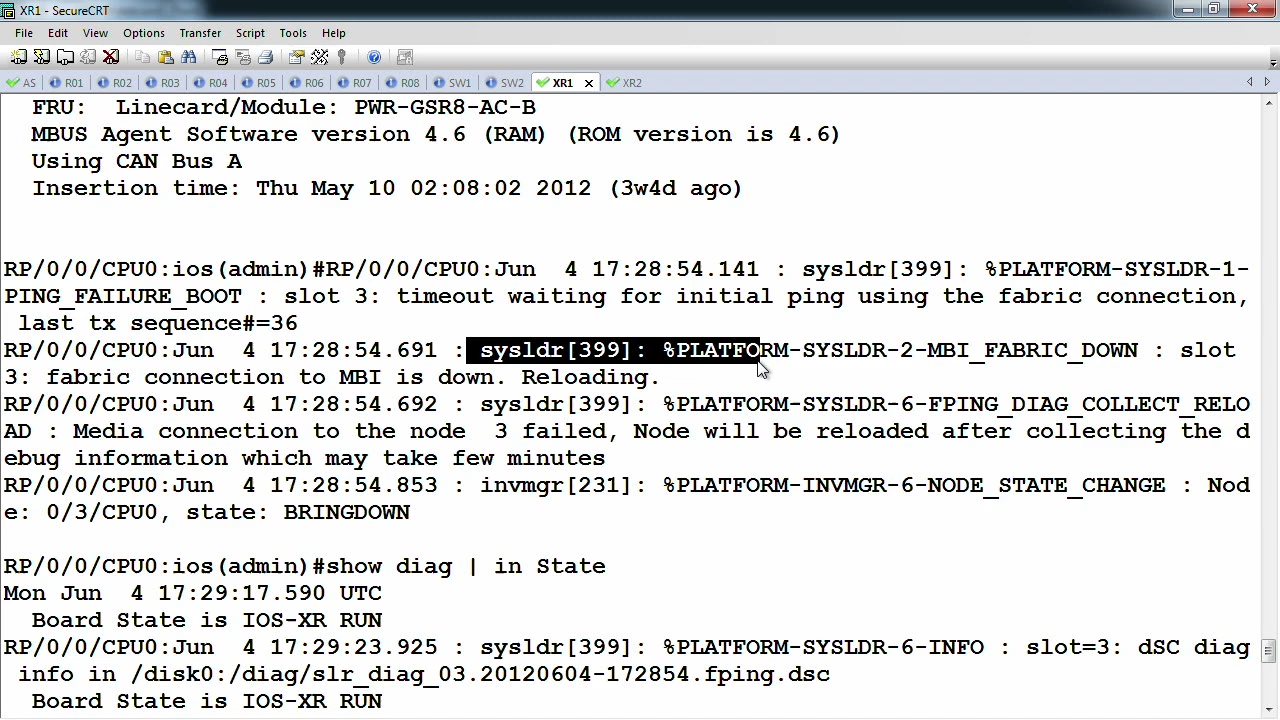 XR1 - SecureCRT
File Edit View Options Transfer Script Tools Help
AS R01 R02 R03 R04 R05 R06 R07 R08 SW1 SW2 XR1 XR2
FRU:  Linecard/Module: PWR-GSR8-AC-B
MBUS Agent Software version 4.6 (RAM) (ROM version is 4.6)
Using CAN Bus A
Insertion time: Thu May 10 02:08:02 2012 (3w4d ago)
RP/0/0/CPU0:ios(admin)#RP/0/0/CPU0:Jun  4 17:28:54.141 : sysldr[399]: %PLATFORM-SYSLDR-1-
PING_FAILURE_BOOT : slot 3: timeout waiting for initial ping using the fabric connection,
last tx sequence#=36
RP/0/0/CPU0:Jun  4 17:28:54.691 : sysldr[399]: %PLATFORM-SYSLDR-2-MBI_FABRIC_DOWN : slot
3: fabric connection to MBI is down. Reloading.
RP/0/0/CPU0:Jun  4 17:28:54.692 : sysldr[399]: %PLATFORM-SYSLDR-6-FPING_DIAG_COLLECT_RELO
AD : Media connection to the node  3 failed, Node will be reloaded after collecting the d
ebug information which may take few minutes
RP/0/0/CPU0:Jun  4 17:28:54.853 : invmgr[231]: %PLATFORM-INVMGR-6-NODE_STATE_CHANGE : Nod
e: 0/3/CPU0, state: BRINGDOWN
RP/0/0/CPU0:ios(admin)#show diag | in State
Mon Jun  4 17:29:17.590 UTC
Board State is IOS-XR RUN
RP/0/0/CPU0:Jun  4 17:29:23.925 : sysldr[399]: %PLATFORM-SYSLDR-6-INFO : slot=3: dSC diag
info in /disk0:/diag/slr_diag_03.20120604-172854.fping.dsc
Board State is IOS-XR RUN